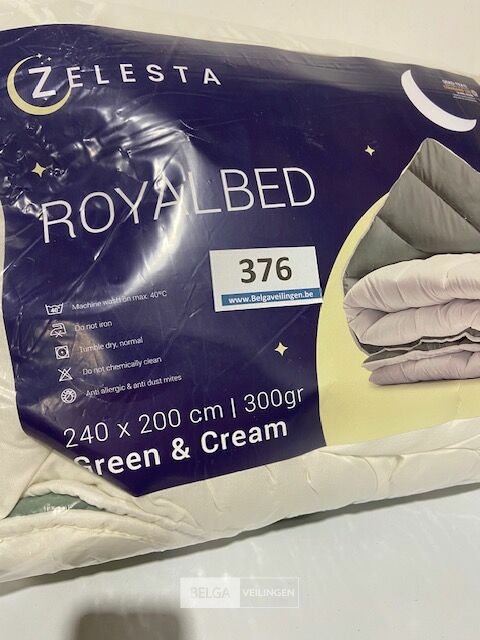 ZELESTA
ROYALBED
376
www.Belgaveilingen.be
40°
Machine wash on max. 40°C
Do not iron
Tumble dry, normal
Do not chemically clean
Anti allergic & anti dust mites
240 x 200 cm | 300gr
Green & Cream
BELGA VEILINGEN